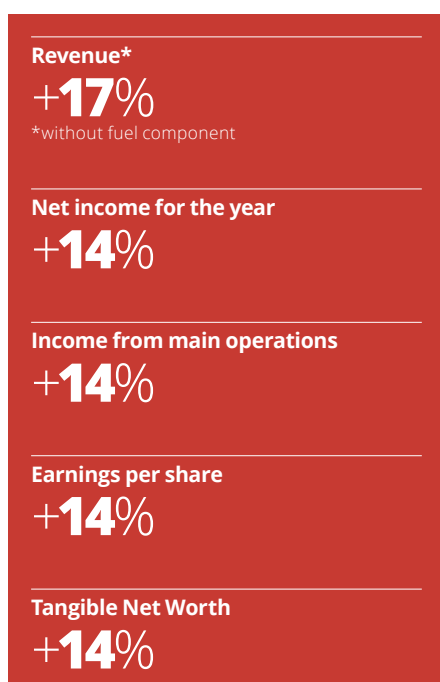 Revenue*
+17%
*without fuel component
Net income for the year
+14%
Income from main operations
+14%
Earnings per share
+14%
Tangible Net Worth
+14%